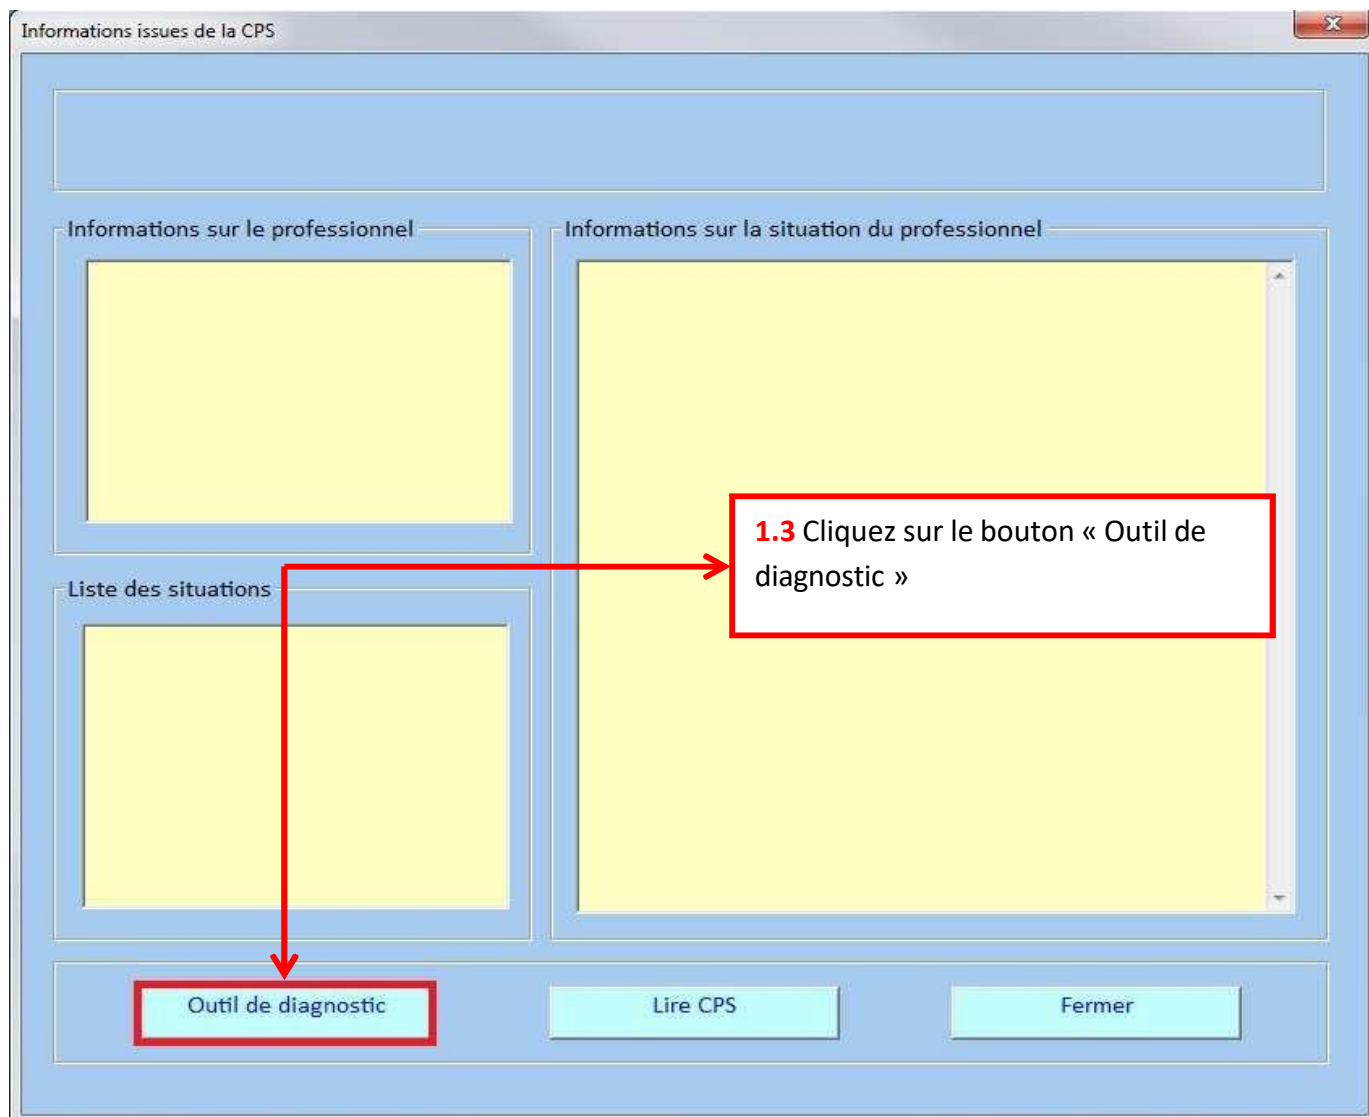 Informations issues de la CPS
Informations sur le professionnel
Informations sur la situation du professionnel
1.3 Cliquez sur le bouton « Outil de
diagnostic »
Liste des situations
Outil de diagnostic
Lire CPS
Fermer